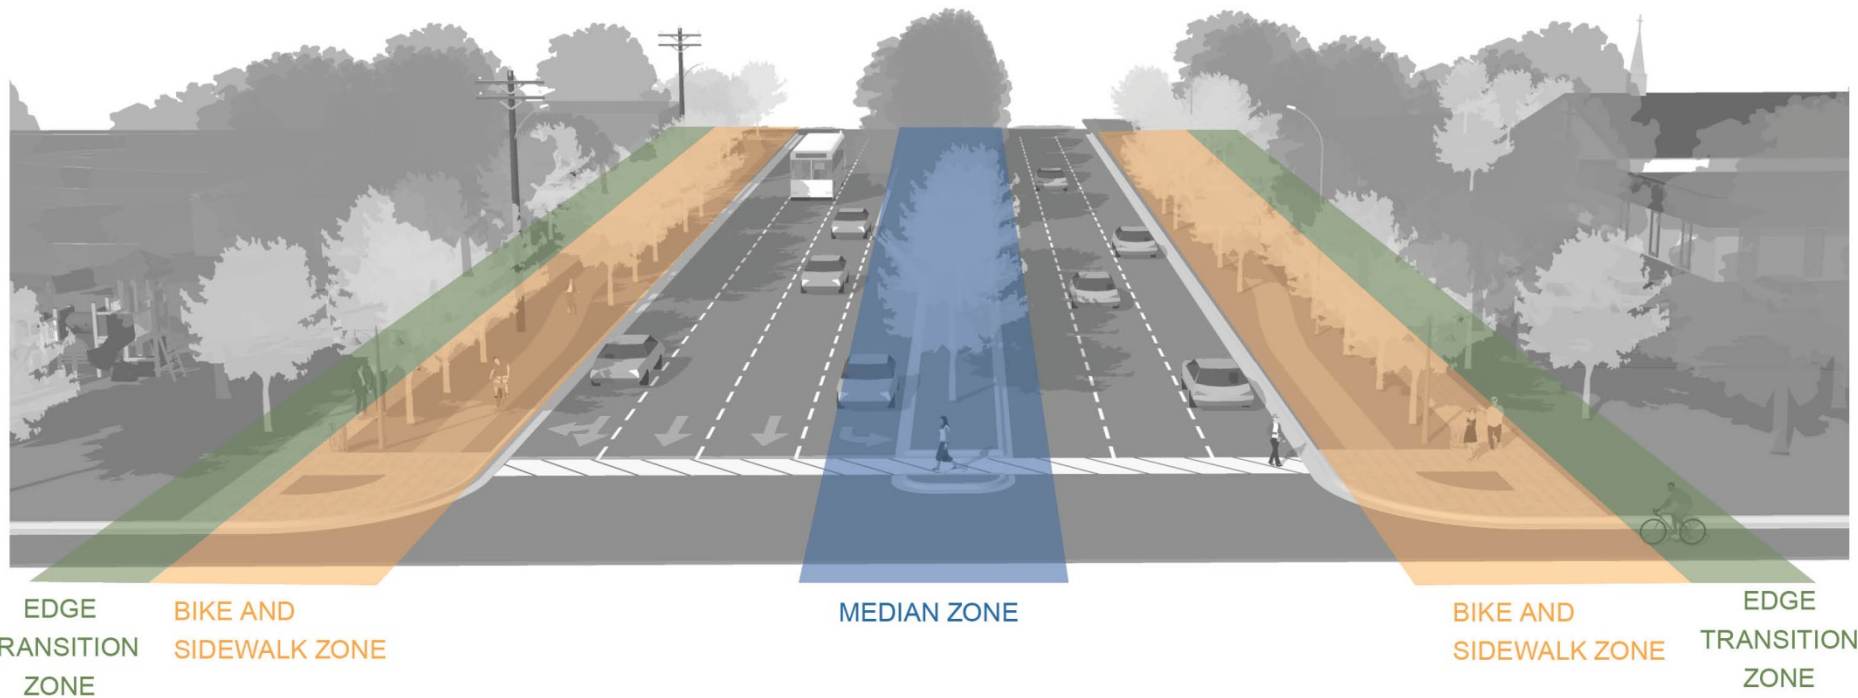 EDGE
RANSITION
ZONE
BIKE AND
SIDEWALK ZONE
MEDIAN ZONE
BIKE AND
SIDEWALK ZONE
EDGE
TRANSITION
ZONE